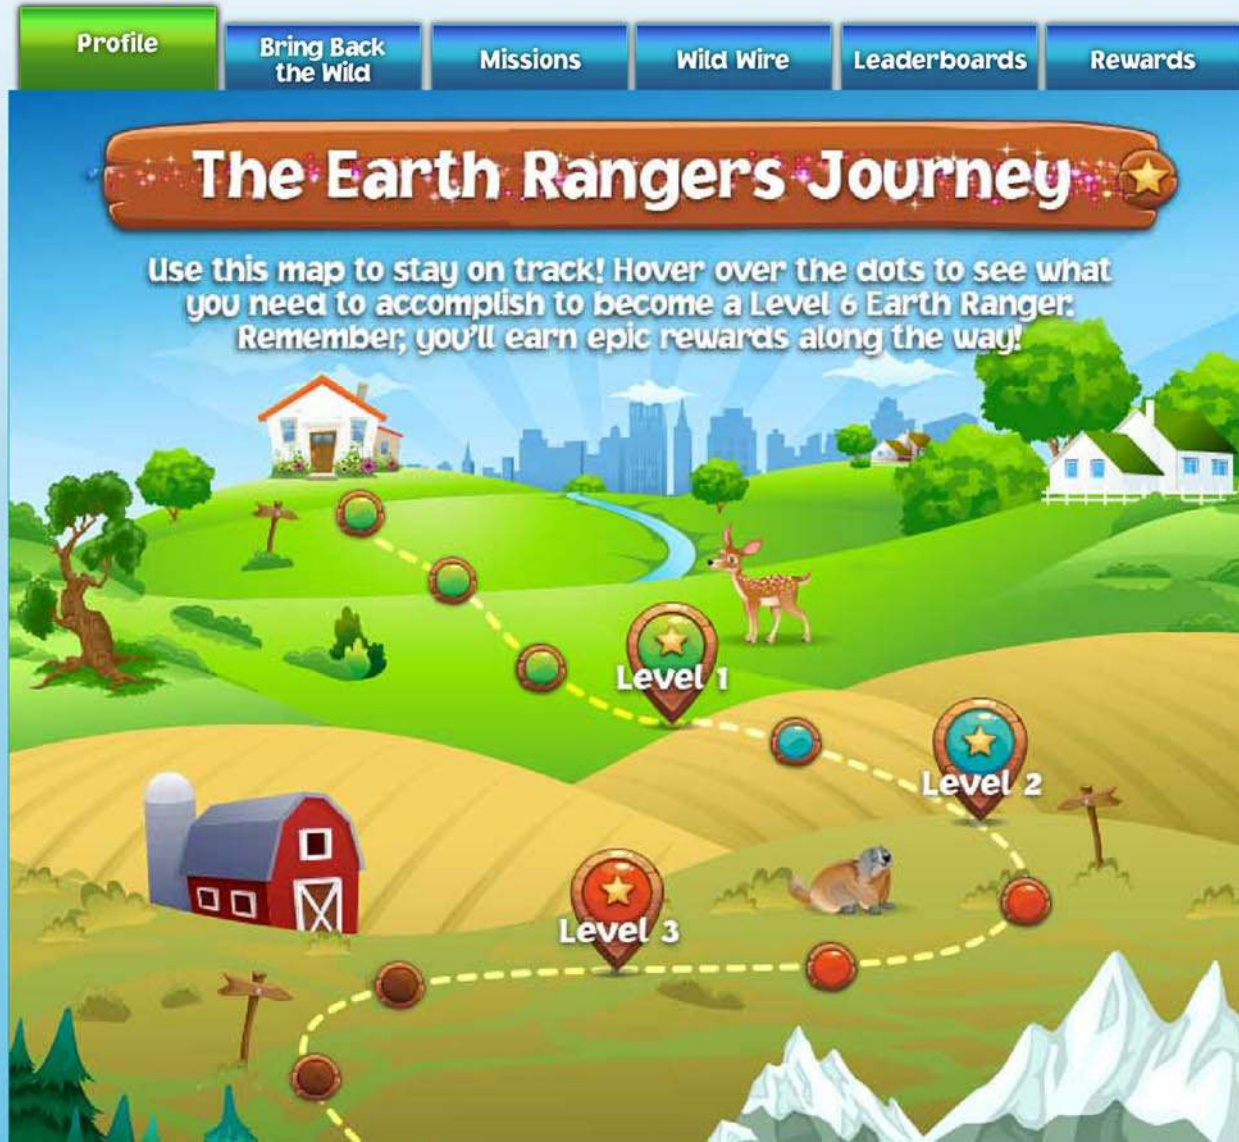 Profile
Bring Back
the Wild
Missions
Wild Wire
Leaderboards
Rewards
The Earth Rangers Journey
Use this map to stay on track! Hover over the dots to see what
you need to accomplish to become a Level 6 Earth Ranger.
Remember, you'll earn epic rewards along the way!
Level 1
Level 2
Level 3